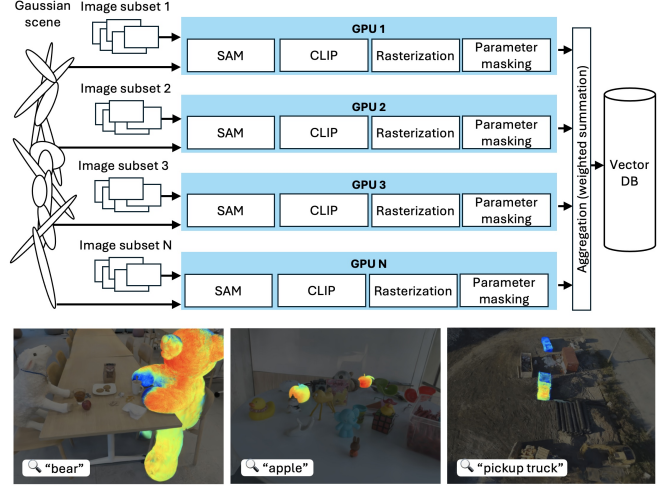 Gaussian
scene
Image subset 1
GPU 1
SAM
CLIP
Rasterization
Parameter
masking
Image subset 2
GPU 2
SAM
CLIP
Rasterization
Parameter
masking
Image subset 3
GPU 3
SAM
CLIP
Rasterization
Parameter
masking
Image subset N
GPU N
SAM
CLIP
Rasterization
Parameter
masking
Aggregation (weighted summation)
Vector
DB
“bear”
“apple”
“pickup truck”